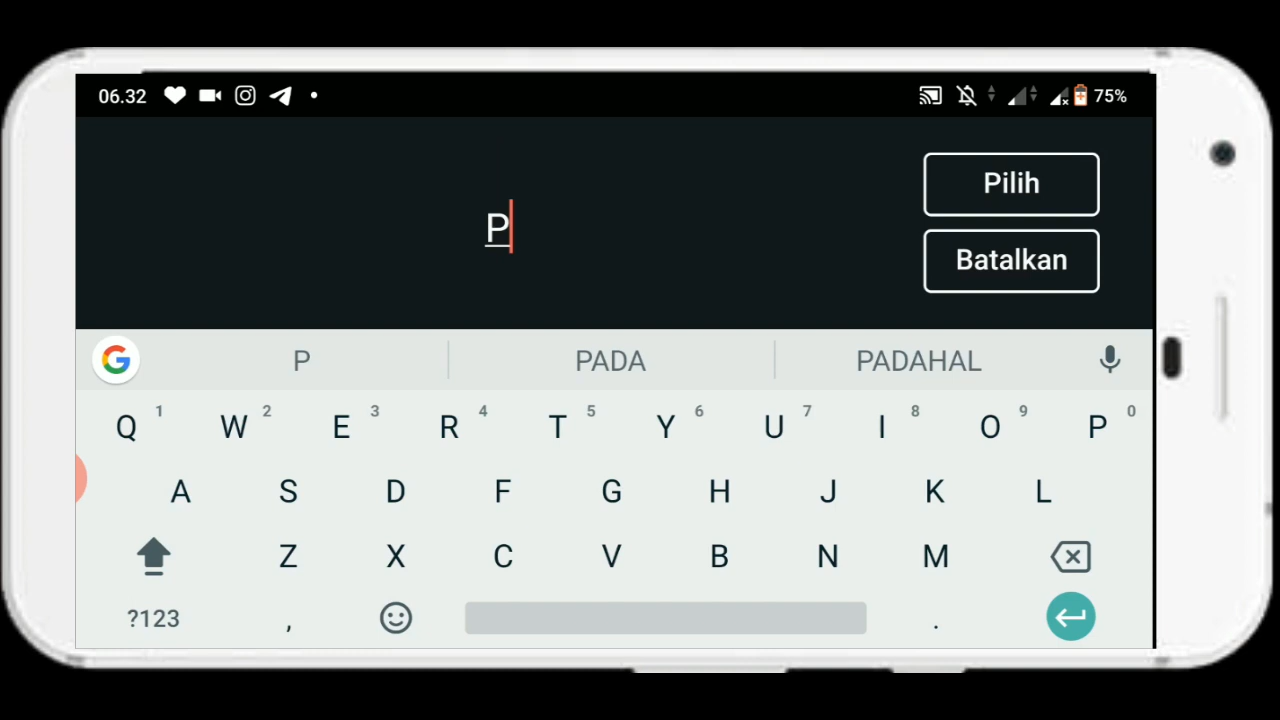 06.32 75%
P
Pilih
Batalkan
P PADA PADAHAL
Q 1 W 2 E 3 R 4 T 5 Y 6 U 7 I 8 O 9 P 0
A S D F G H J K L
Z X C V B N M
?123 , .